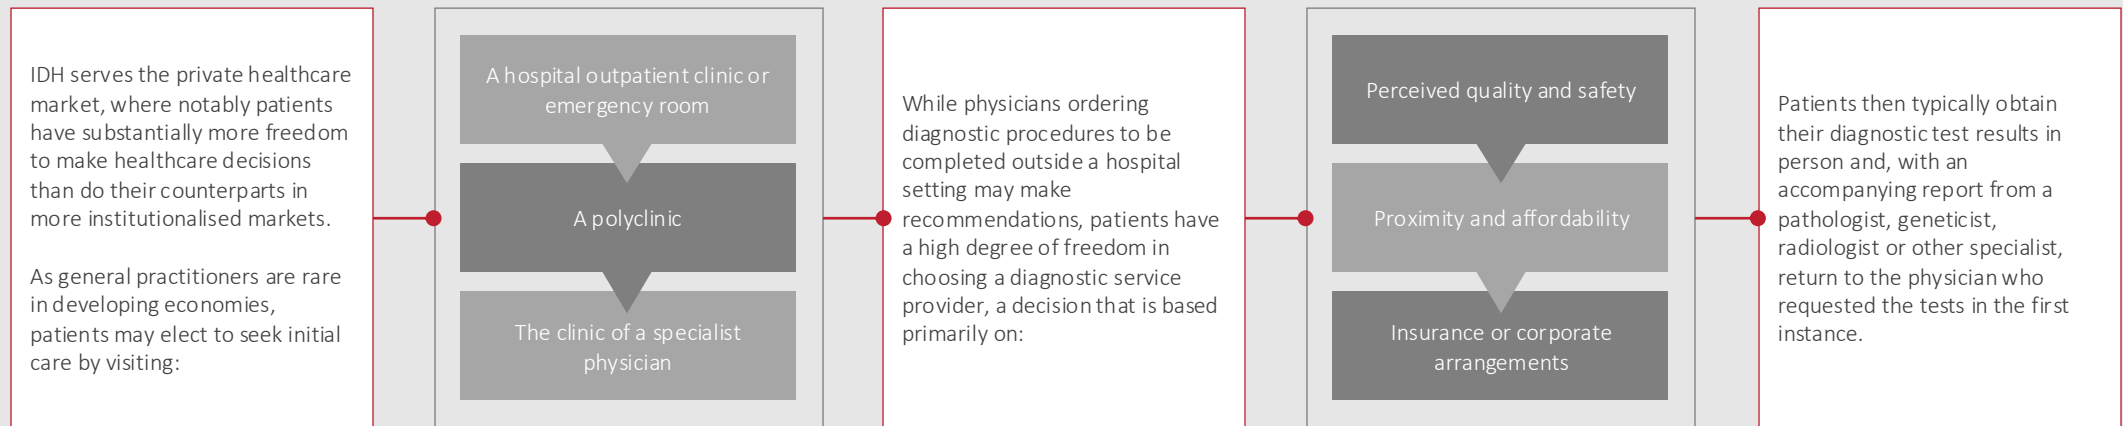 IDH serves the private healthcare
market, where notably patients
have substantially more freedom
to make healthcare decisions
than do their counterparts in
more institutionalised markets.
As general practitioners are rare
in developing economies,
patients may elect to seek initial
care by visiting:
A hospital outpatient clinic or
emergency room
A polyclinic
The clinic of a specialist
physician
While physicians ordering
diagnostic procedures to be
completed outside a hospital
setting may make
recommendations, patients have
a high degree of freedom in
choosing a diagnostic service
provider, a decision that is based
primarily on:
Perceived quality and safety
Proximity and affordability
Insurance or corporate
arrangements
Patients then typically obtain
their diagnostic test results in
person and, with an
accompanying report from a
pathologist, geneticist,
radiologist or other specialist,
return to the physician who
requested the tests in the first
instance.